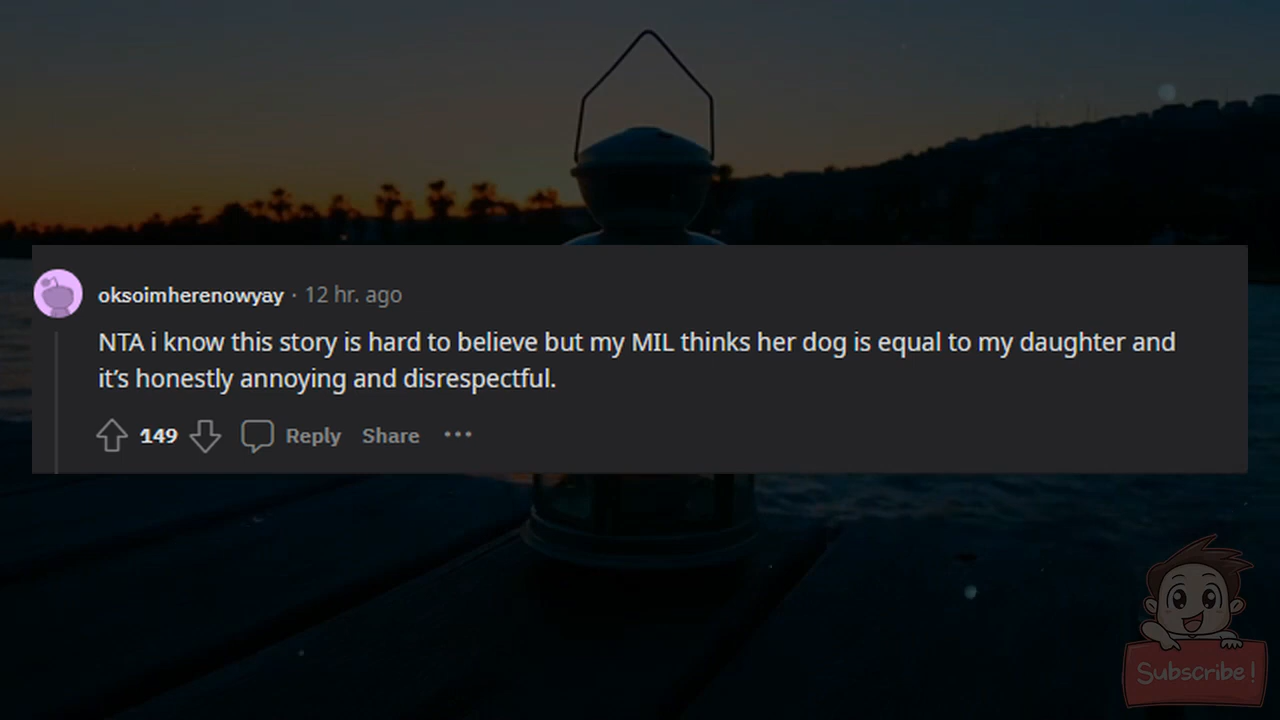 oksoimherenowyay · 12 hr. ago
NTA i know this story is hard to believe but my MIL thinks her dog is equal to my daughter and
it’s honestly annoying and disrespectful.
149 Reply Share ···
Subscribe!